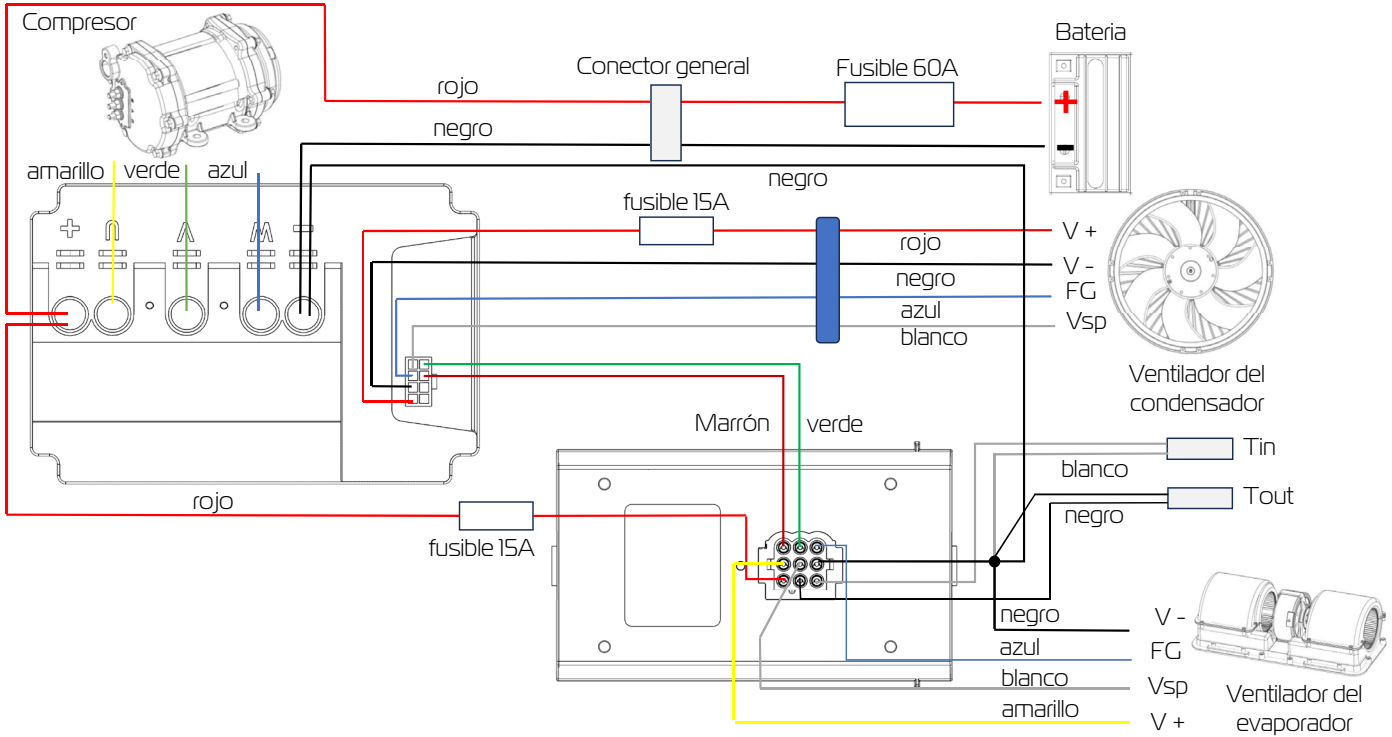 Compresor
Bateria
Conector general
Fusible 60A
rojo
+
negro
-
amarillo
verde
azul
negro
fusible 15A
+
U
V
W
-
V +
rojo
V -
negro
FG
azul
Vsp
blanco
Ventilador del
condensador
Marrón
verde
Tin
blanco
Tout
rojo
negro
fusible 15A
negro
V -
azul
FG
blanco
Vsp
Ventilador del
evaporador
amarillo
V +